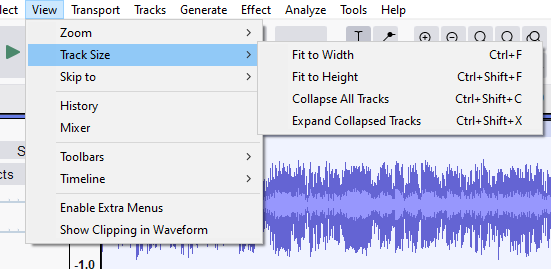 lect View Transport Tracks Generate Effect Analyze Tools Help
Zoom
Track Size
Skip to
History
Mixer
Toolbars
Timeline
Enable Extra Menus
Show Clipping in Waveform
Fit to Width Ctrl+F
Fit to Height Ctrl+Shift+F
Collapse All Tracks Ctrl+Shift+C
Expand Collapsed Tracks Ctrl+Shift+X
S
cts
-1.0